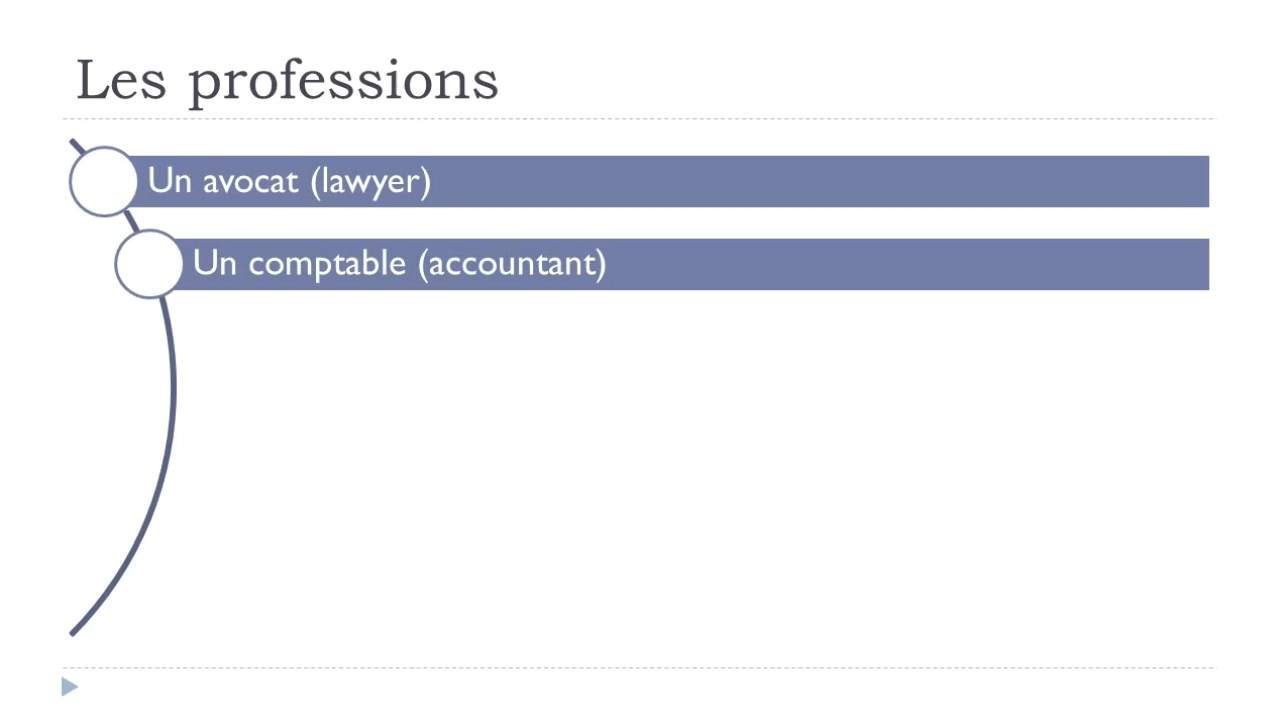 Les professions
Un avocat (lawyer)
Un comptable (accountant)